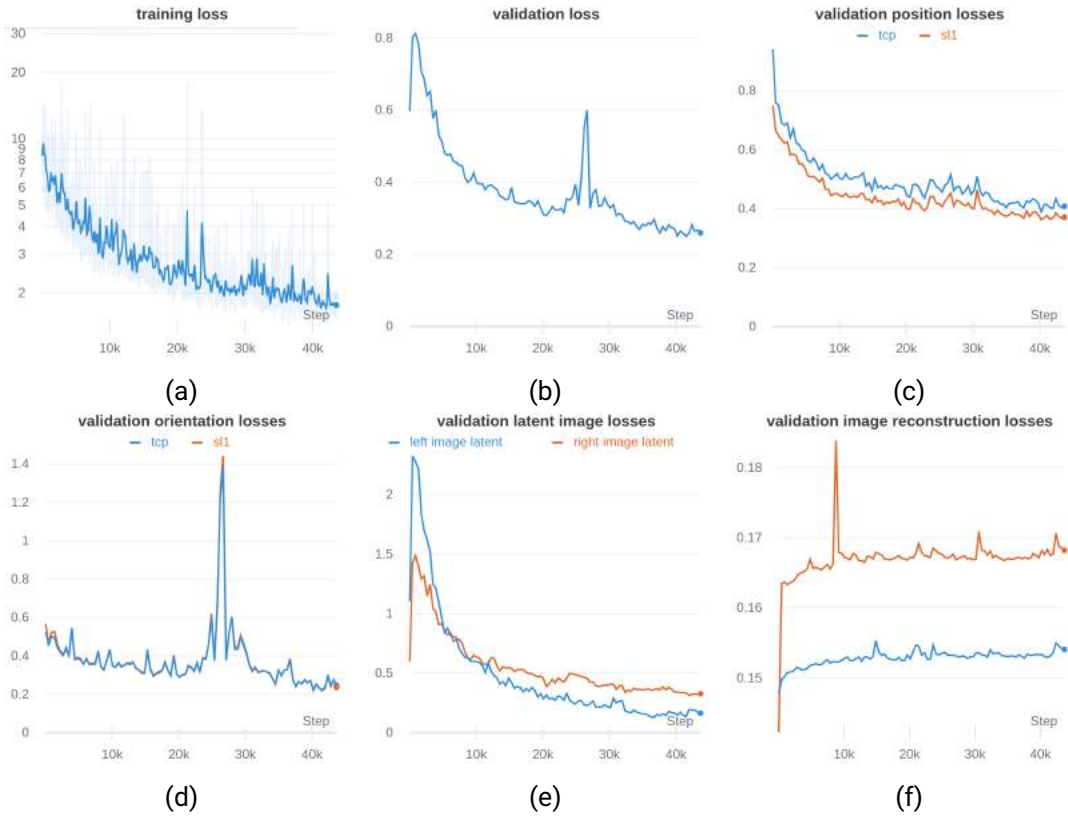 training loss
30
20
10
9
8
7
6
5
4
3
2
Step
10k 20k 30k 40k
(a)
validation loss
0.8
0.6
0.4
0.2
0
Step
10k 20k 30k 40k
(b)
validation position losses
tcp sl1
0.8
0.6
0.4
0.2
0
Step
10k 20k 30k 40k
(c)
validation orientation losses
tcp sl1
1.4
1.2
1
0.8
0.6
0.4
0.2
0
Step
10k 20k 30k 40k
(d)
validation latent image losses
left image latent right image latent
2
1.5
1
0.5
0
Step
10k 20k 30k 40k
(e)
validation image reconstruction losses
0.18
0.17
0.16
0.15
Step
10k 20k 30k 40k
(f)